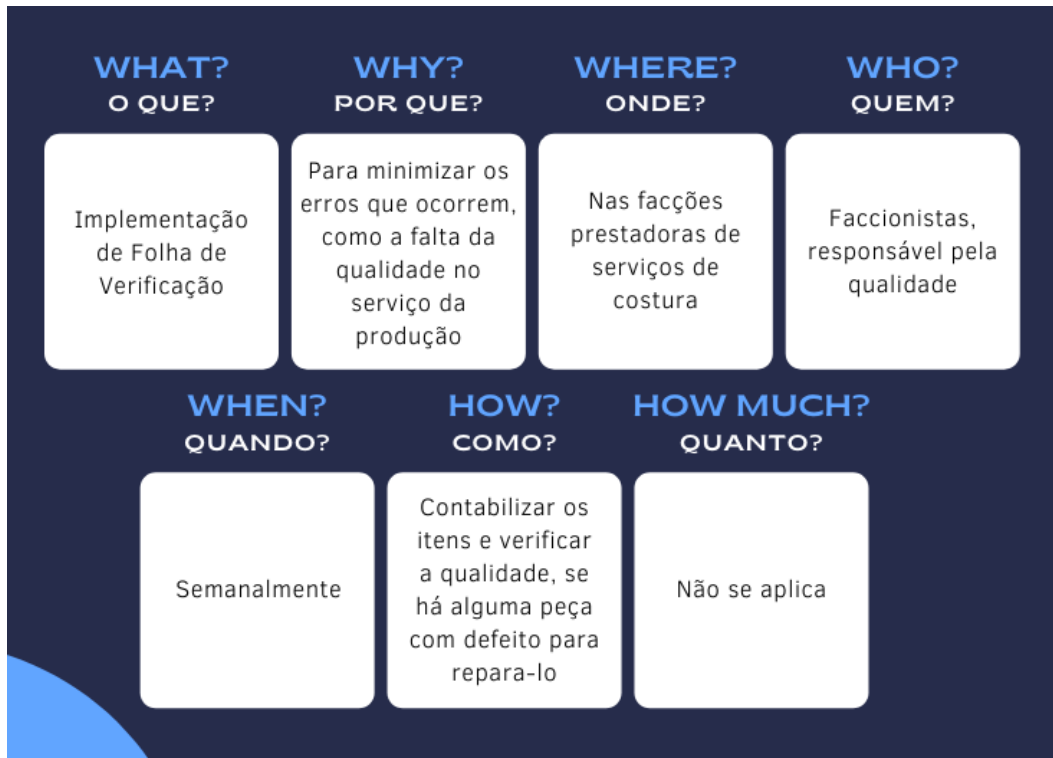 WHAT?
O QUE?
Implementação
de Folha de
Verificação
WHY?
POR QUE?
Para minimizar os
erros que ocorrem,
como a falta da
qualidade no
serviço da
produção
WHERE?
ONDE?
Nas facções
prestadoras de
serviços de
costura
WHO?
QUEM?
Faccionistas,
responsável pela
qualidade
WHEN?
QUANDO?
Semanalmente
HOW?
COMO?
Contabilizar os
itens e verificar
a qualidade, se
há alguma peça
com defeito para
repara-lo
HOW MUCH?
QUANTO?
Não se aplica